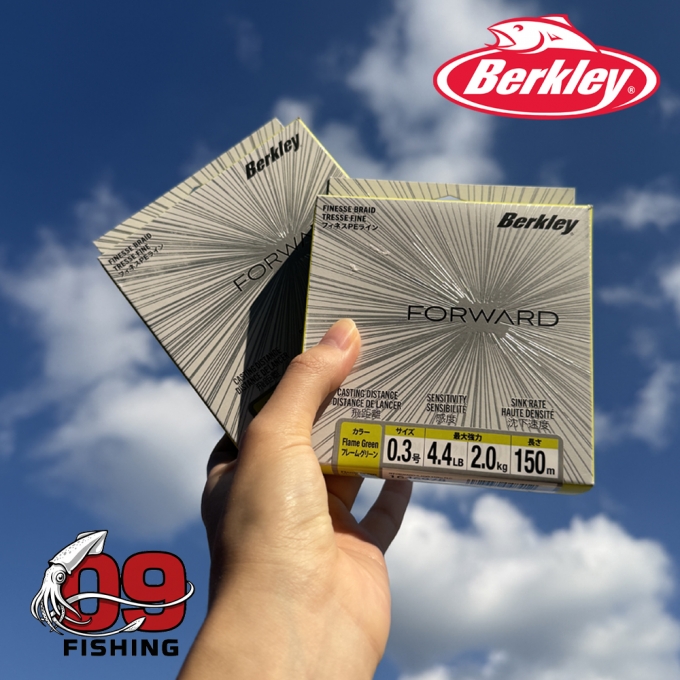 Berkley®
Berkley
FINESSE BRAID
TRESSE FINE
フィネスPEライン
FORWARD
CASTING DISTANCE
FINESSE BRAID
TRESSE FINE
フィネスPEライン
Berkley
FORWARD
CASTING DISTANCE
DISTANCE DE LANCER
飛距離
SENSITIVITY
SENSIBILITÉ
感度
SINK RATE
HAUTE DENSITÉ
沈下速度
カラー
Flame Green
フレームグリーン
サイズ
0.3号
最大強力
4.4LB 2.0kg
長さ
150m
09
FISHING